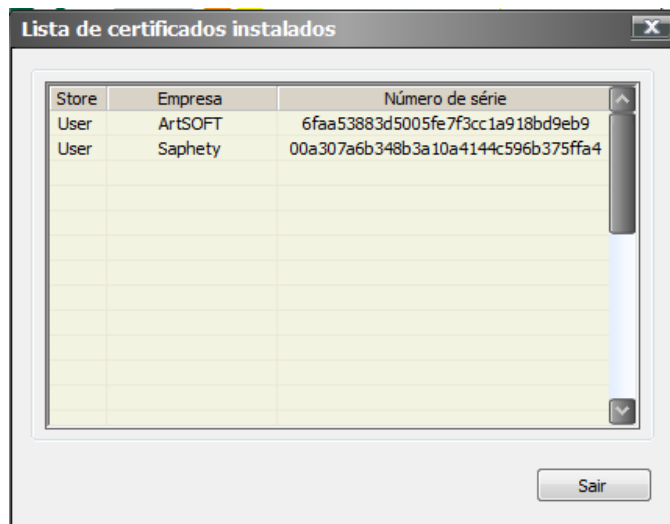 Lista de certificados instalados
Store Empresa Número de série
User ArtSOFT 6faa53883d5005fe7f3cc1a918bd9eb9
User Saphety 00a307a6b348b3a10a4144c596b375ffa4
Sair